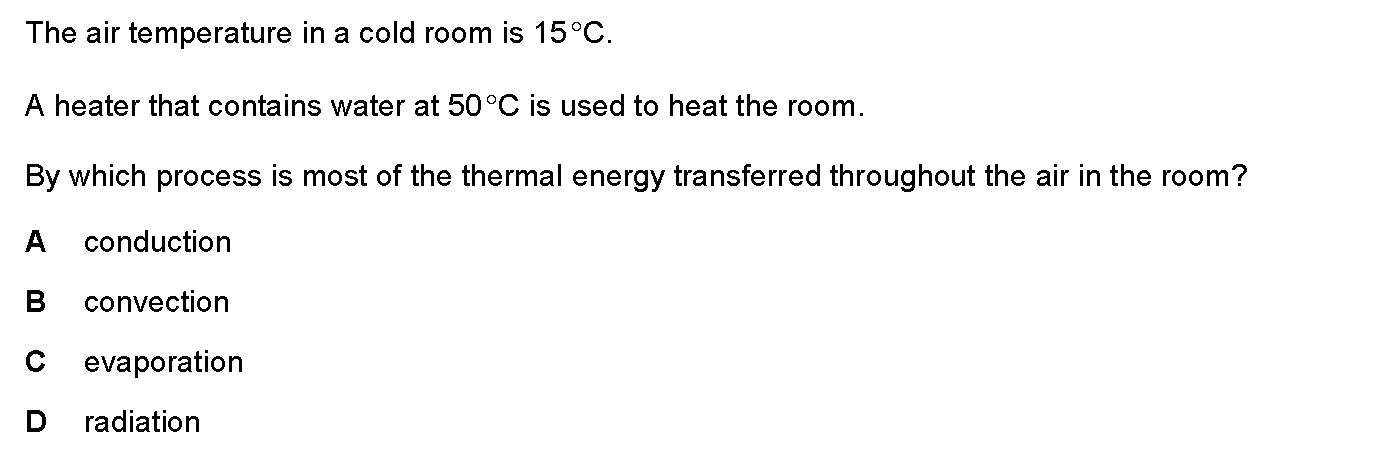 The air temperature in a cold room is 15 °C.
A heater that contains water at 50 °C is used to heat the room.
By which process is most of the thermal energy transferred throughout the air in the room?
A conduction
B convection
C evaporation
D radiation